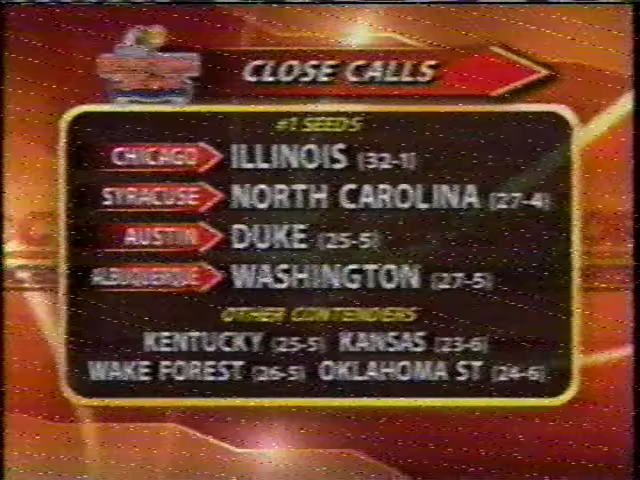 CLOSE CALLS
#1 SEEDS
CHICAGO ILLINOIS (32-1)
SYRACUSE NORTH CAROLINA (27-4)
AUSTIN DUKE (25-5)
ALBUQUERQUE WASHINGTON (27-5)
OTHER CONTENDERS
KENTUCKY (25-5) KANSAS (23-6)
WAKE FOREST (26-5) OKLAHOMA ST (24-6)